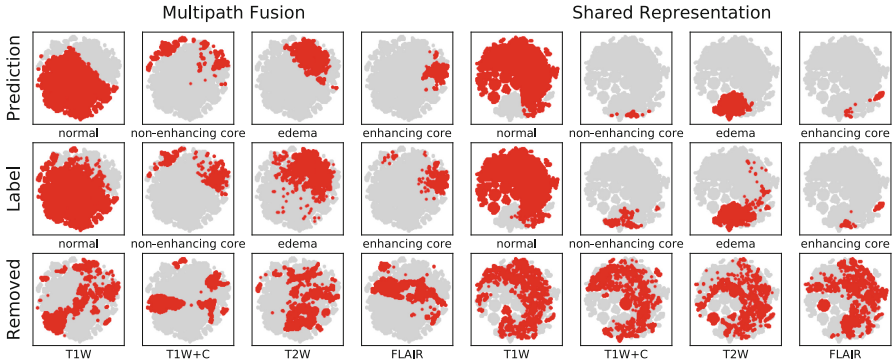 Multipath Fusion Shared Representation
Prediction
normal non-enhancing core edema enhancing core normal non-enhancing core edema enhancing core
Label
normal non-enhancing core edema enhancing core normal non-enhancing core edema enhancing core
Removed
T1W T1W+C T2W FLAIR T1W T1W+C T2W FLAIR